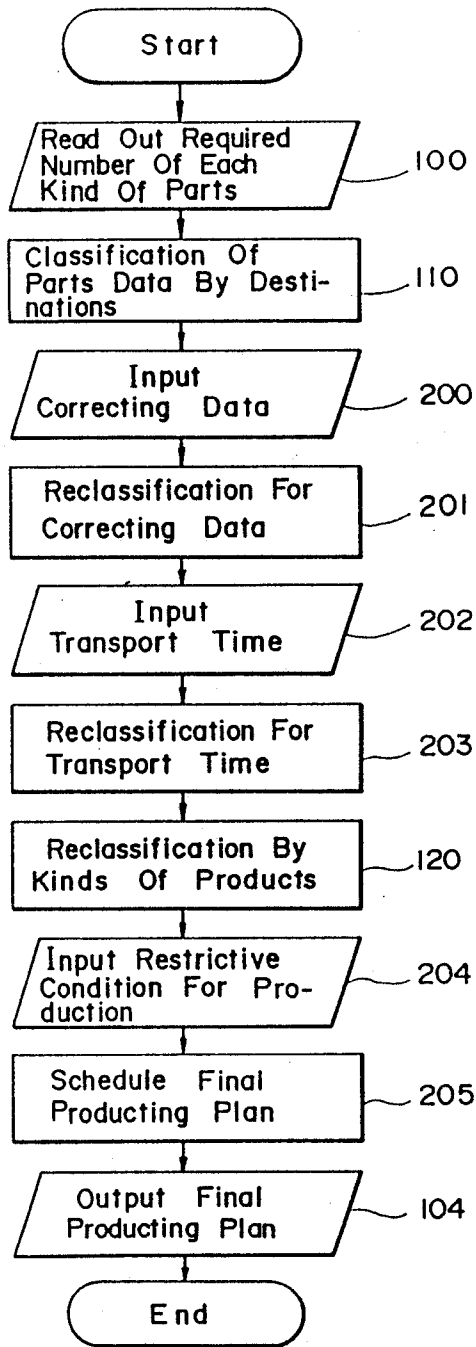 Start
Read Out Required
Number Of Each
Kind Of Parts
100
Classification Of
Parts Data By Desti-
nations
110
Input
Correcting Data
200
Reclassification For
Correcting Data
201
Input
Transport Time
202
Reclassification For
Transport Time
203
Reclassification By
Kinds Of Products
120
Input Restrictive
Condition For Pro-
duction
204
Schedule Final
Producting Plan
205
Output Final
Producting Plan
104
End